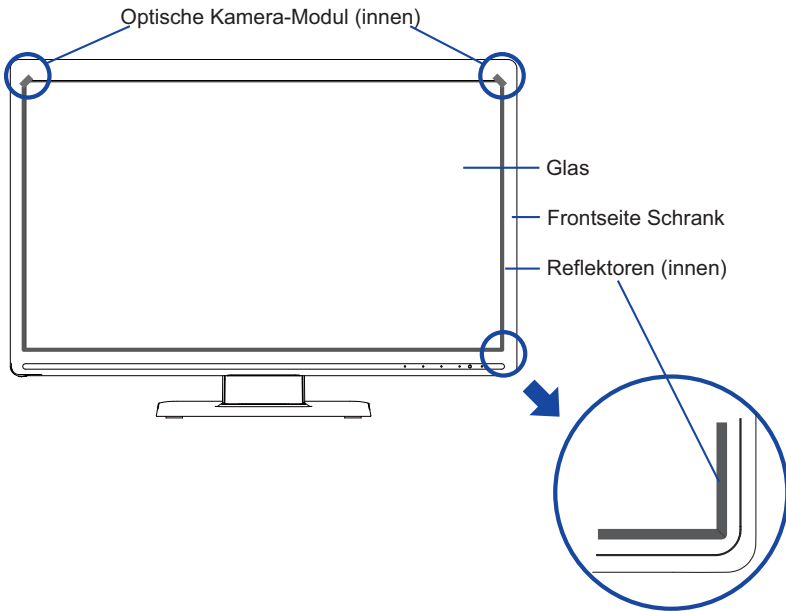 Optische Kamera-Modul (innen)
Glas
Frontseite Schrank
Reflektoren (innen)